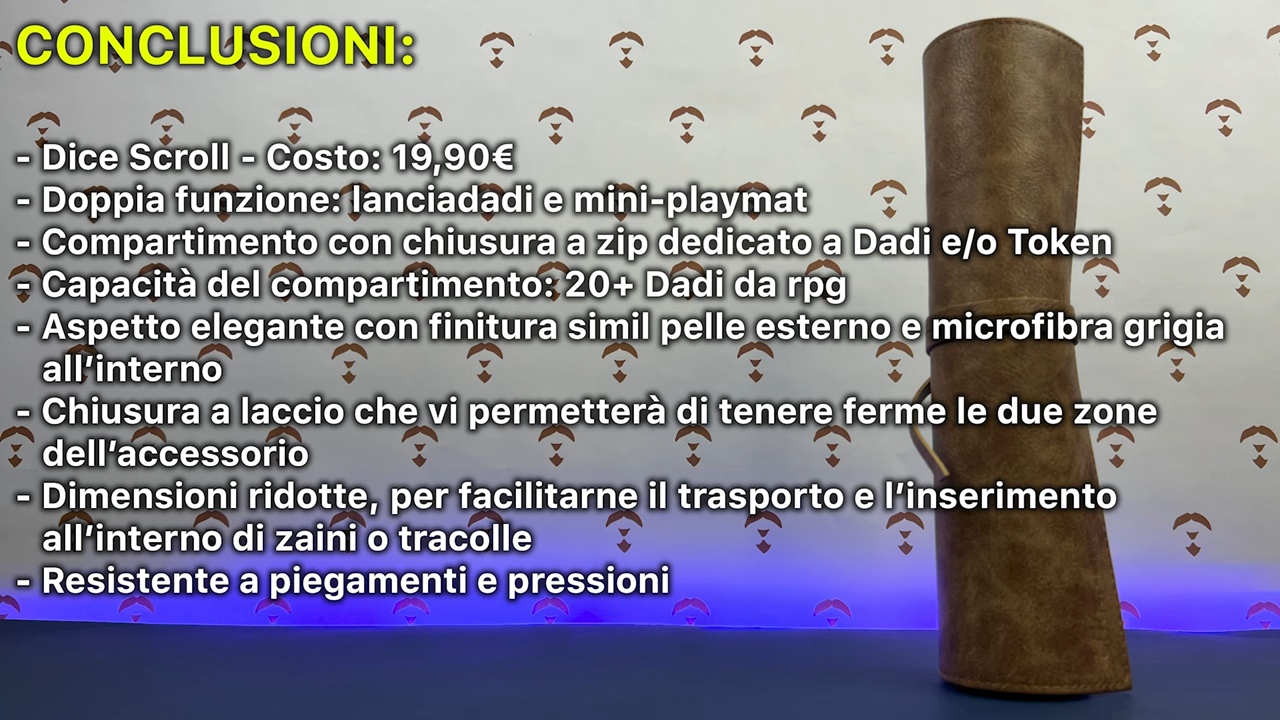 CONCLUSIONI:
- Dice Scroll - Costo: 19,90€
- Doppia funzione: lanciadadi e mini-playmat
- Compartimento con chiusura a zip dedicato a Dadi e/o Token
- Capacità del compartimento: 20+ Dadi da rpg
- Aspetto elegante con finitura simil pelle esterno e microfibra grigia
all’interno
- Chiusura a laccio che vi permetterà di tenere ferme le due zone
dell’accessorio
- Dimensioni ridotte, per facilitarne il trasporto e l’inserimento
all’interno di zaini o tracolle
- Resistente a piegamenti e pressioni